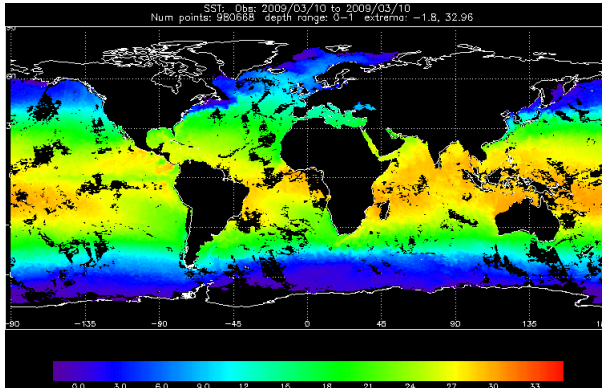 SST: Obs: 2009/03/10 to 2009/03/10
Num points: 980668 depth range: 0-1 extrema: -1.8, 32.96
-90 -135 -90 -45 0 45 90 135
0.0 3.0 6.0 9.0 12 15 18 21 24 27 30 33